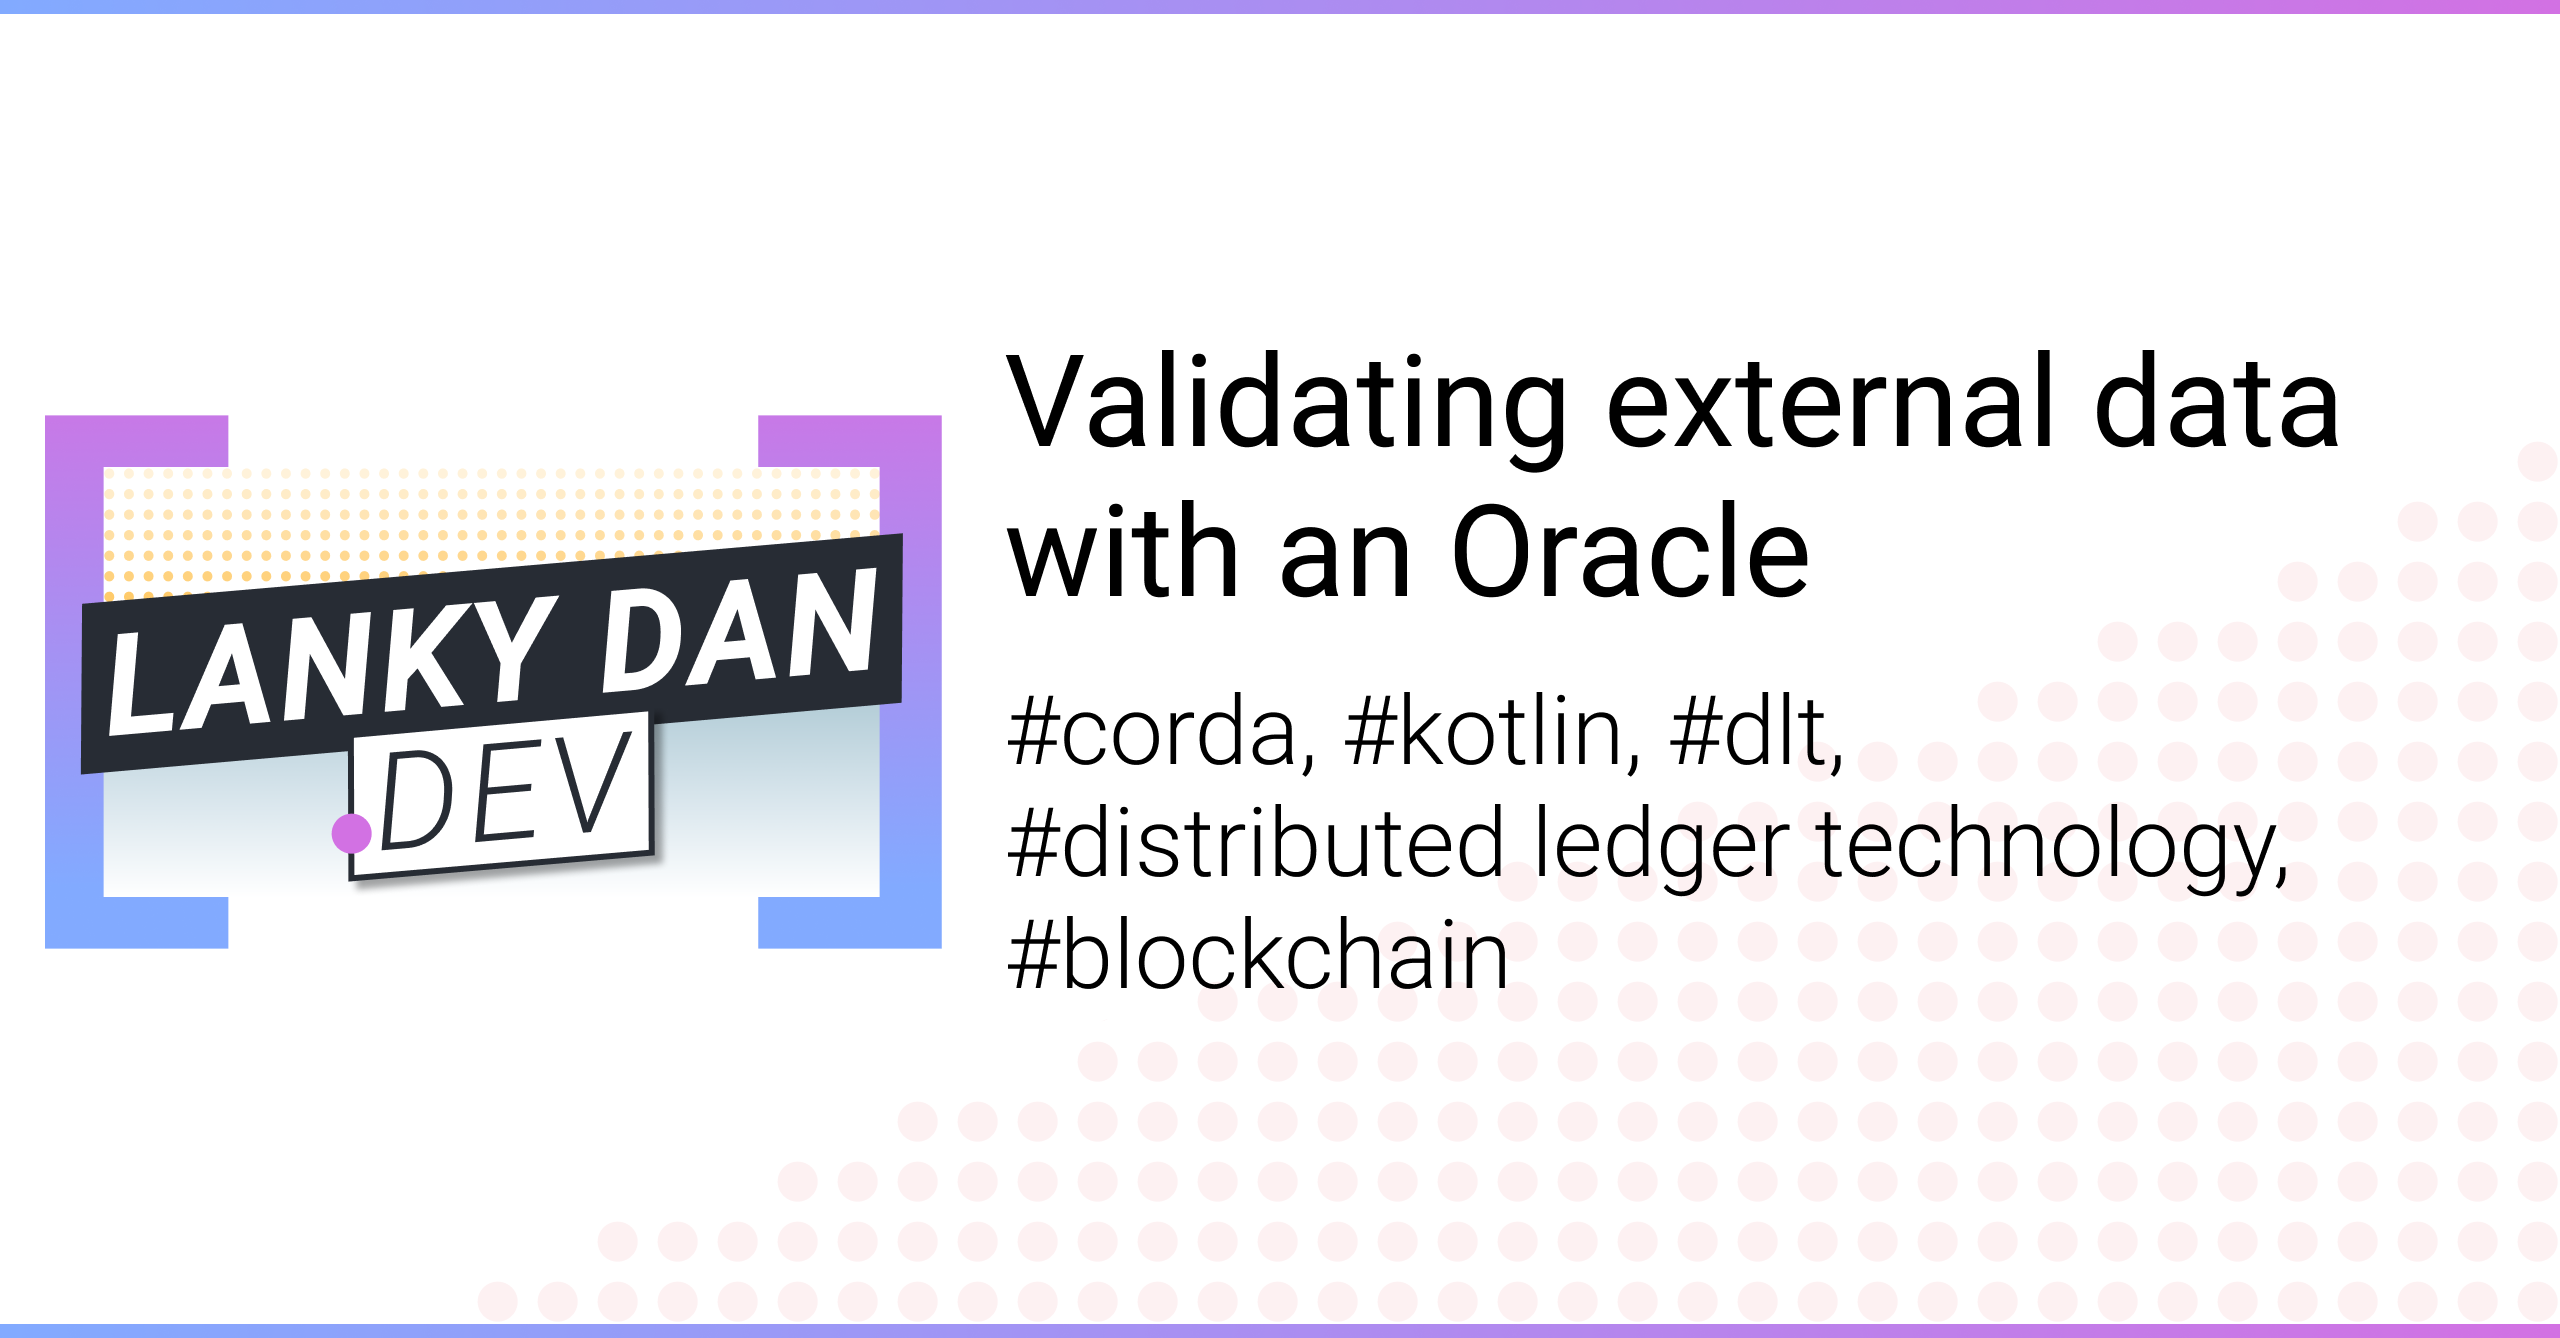 LANKY DAN
DEV
Validating external data
with an Oracle
#corda, #kotlin, #dlt,
#distributed ledger technology,
#blockchain